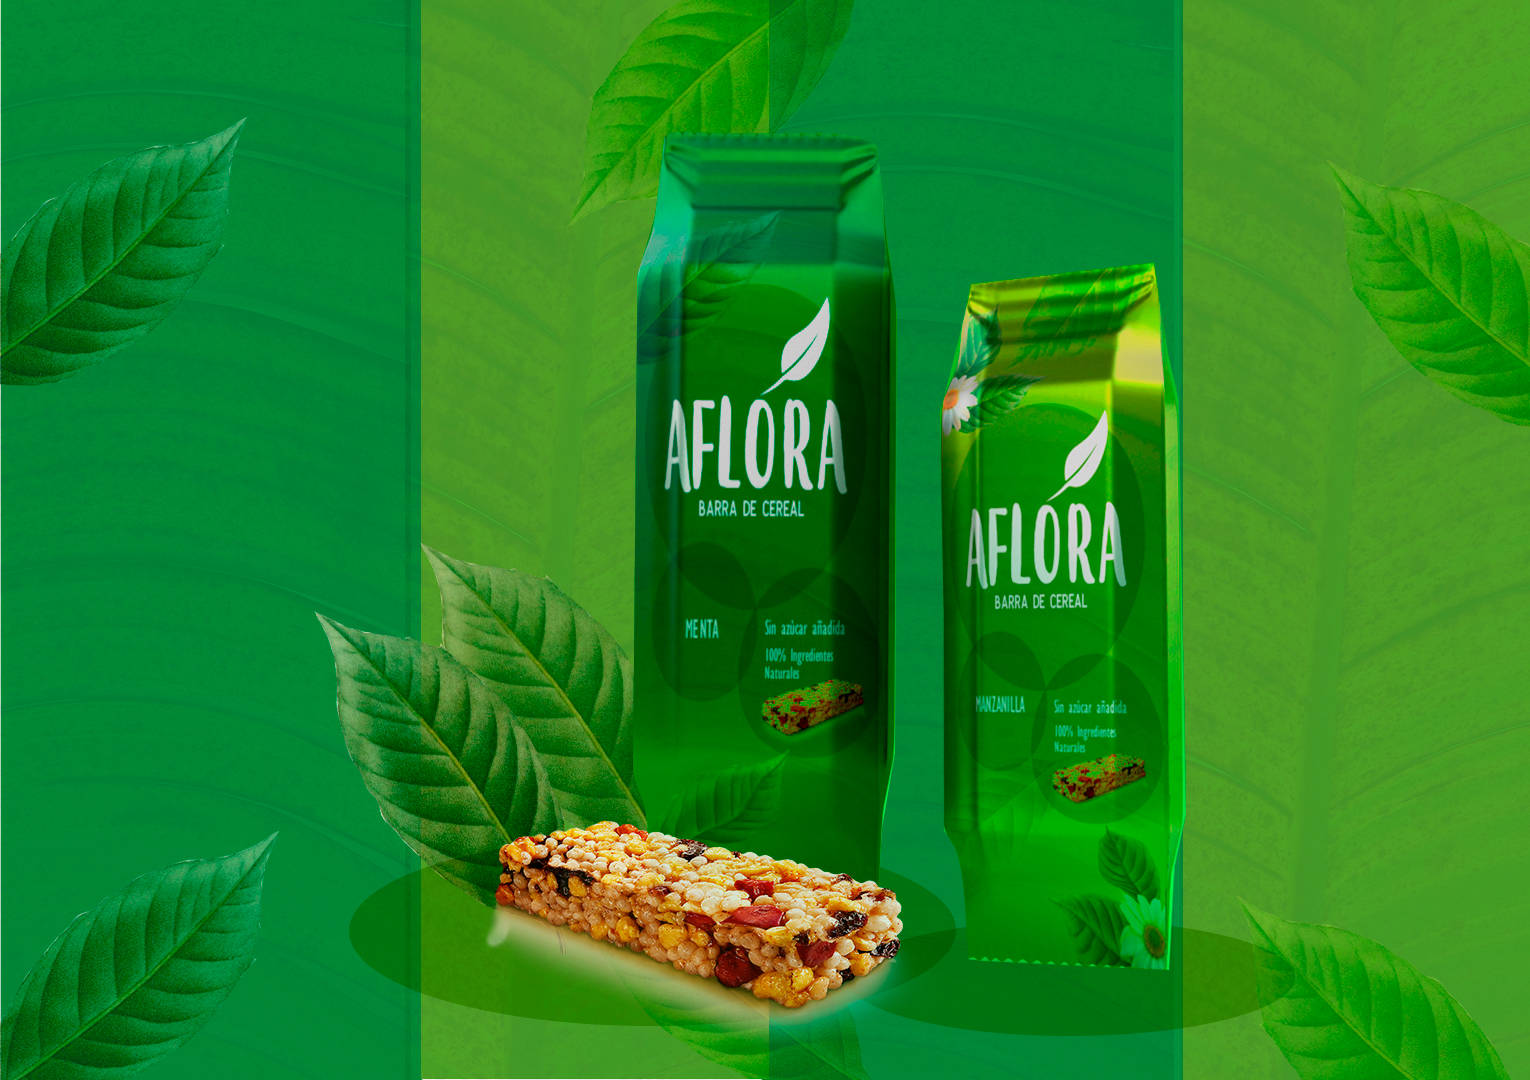 AFLORA
BARRA DE CEREAL
MENTA
Sin azúcar añadida
100% Ingredientes
Naturales
AFLORA
BARRA DE CEREAL
MANZANILLA
Sin azúcar añadida
100% Ingredientes
Naturales